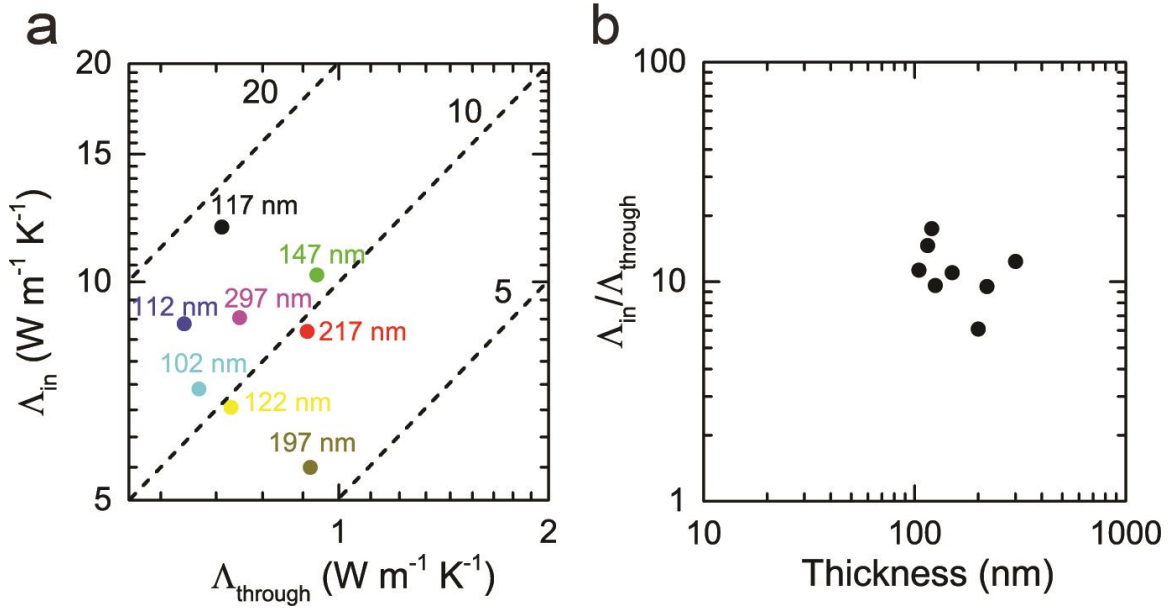 a
20
15
10
5
Λin (W m-1 K-1)
20
10
5
117 nm
147 nm
112 nm
297 nm
217 nm
102 nm
122 nm
197 nm
1
2
Λthrough (W m-1 K-1)
b
100
10
1
Λin/Λthrough
10
100
1000
Thickness (nm)